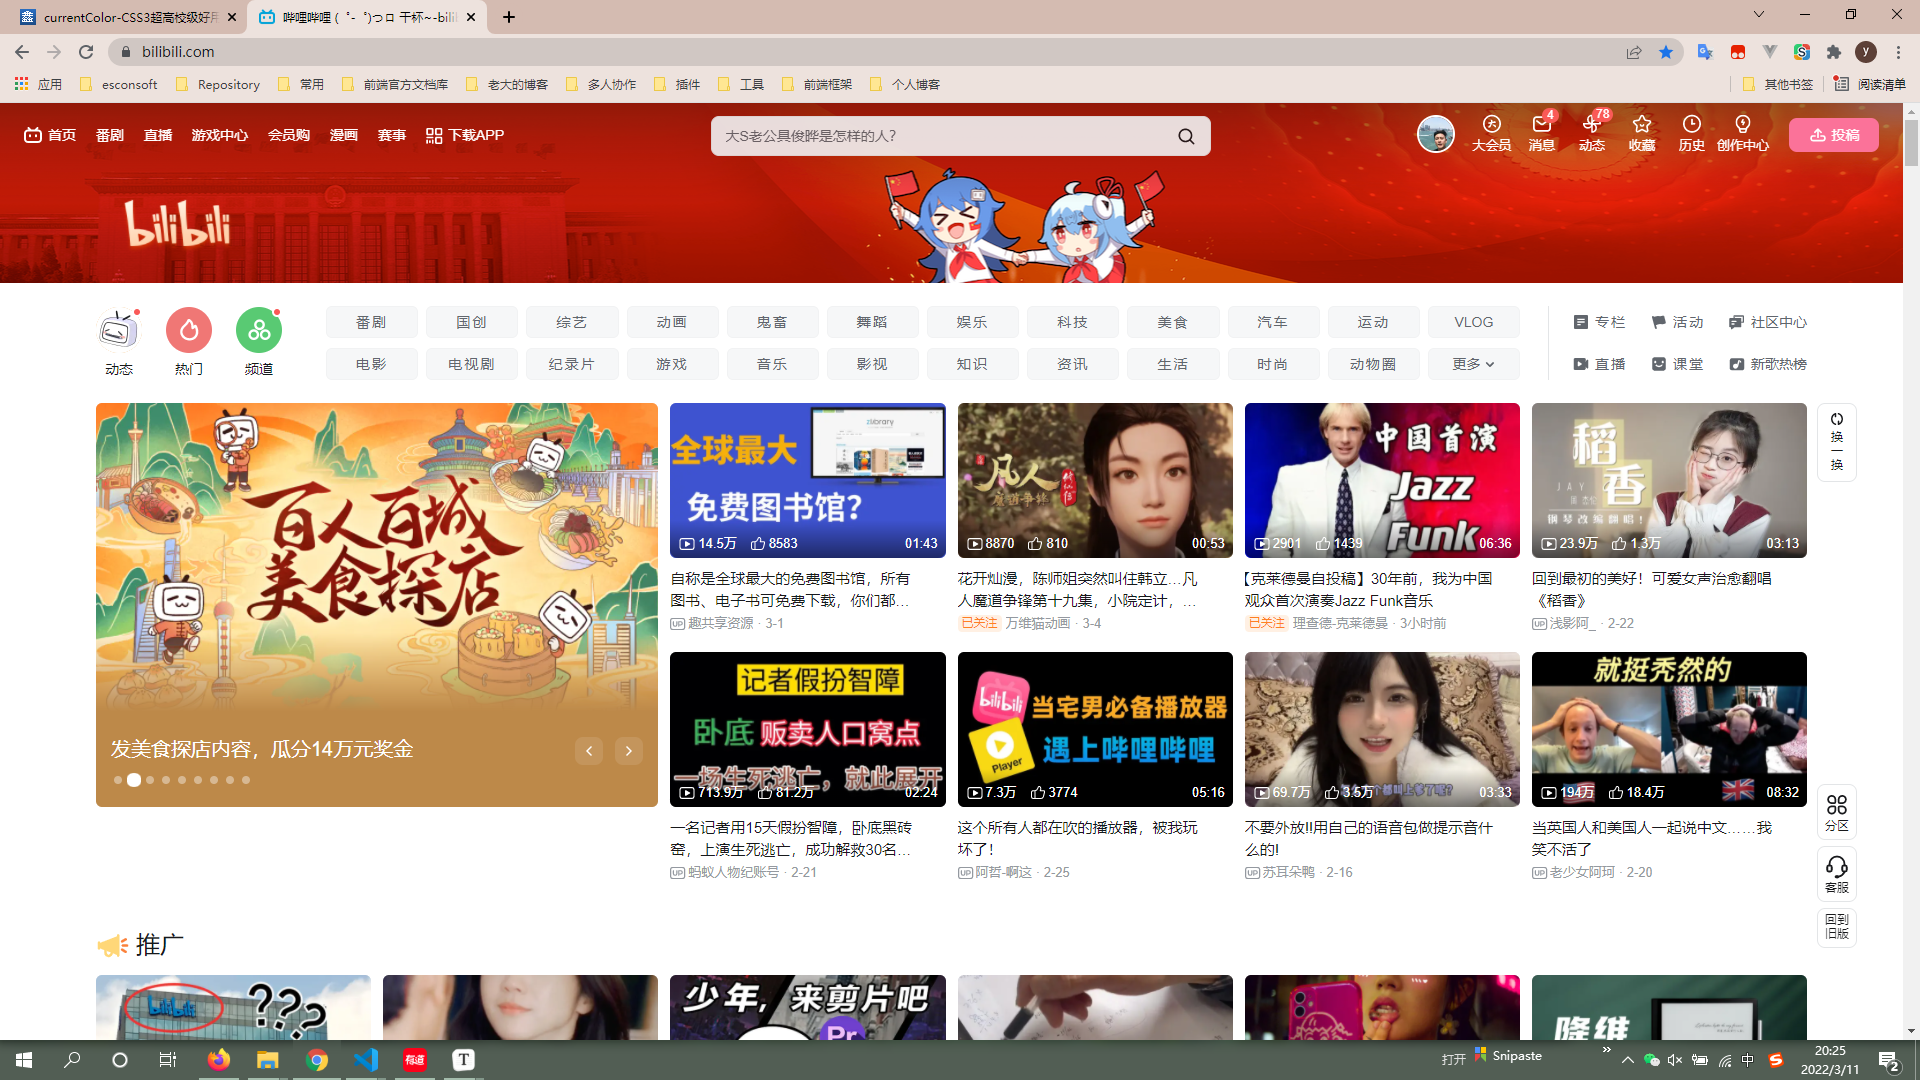 currentColor-CSS3超高校级好用
哔哩哔哩 ( ゜- ゜)つロ 干杯~-bili
bilibili.com
y
应用
esconsoft
Repository
常用
前端官方文档库
老大的博客
多人协作
插件
工具
前端框架
个人博客
其他书签
阅读清单
首页
番剧
直播
游戏中心
会员购
漫画
赛事
下载APP
大S老公具俊晔是怎样的人?
大会员
4
消息
78
动态
收藏
历史
创作中心
投稿
bilibili
动态
热门
频道
番剧
国创
综艺
动画
鬼畜
舞蹈
娱乐
科技
美食
汽车
运动
VLOG
专栏
活动
社区中心
电影
电视剧
纪录片
游戏
音乐
影视
知识
资讯
生活
时尚
动物圈
更多
直播
课堂
新歌热榜
百人百城
美食探店
发美食探店内容，瓜分14万元奖金
zlibrary
全球最大
免费图书馆?
14.5万
8583
01:43
自称是全球最大的免费图书馆，所有
图书、电子书可免费下载，你们都...
UP 趣共享资源 · 3-1
凡人
魔道争锋
8870
810
00:53
花开灿漫，陈师姐突然叫住韩立...凡
人魔道争锋第十九集，小院定计，...
已关注 万维猫动画 · 3-4
中国首演
Jazz
Funk
2901
1439
06:36
【克莱德曼自投稿】30年前，我为中国
观众首次演奏Jazz Funk音乐
已关注 理查德-克莱德曼 · 3小时前
稻
香
JAY
钢琴改编翻唱!
23.9万
1.3万
03:13
回到最初的美好！可爱女声治愈翻唱
《稻香》
UP 浅影阿_ · 2-22
换
一
换
记者假扮智障
卧底 贩卖人口窝点
一场生死逃亡，就此展开
713.9万
81.2万
02:24
一名记者用15天假扮智障，卧底黑砖
窑，上演生死逃亡，成功解救30名...
UP 蚂蚁人物纪账号 · 2-21
bilibili
Player
当宅男必备播放器
遇上哔哩哔哩
7.3万
3774
05:16
这个所有人都在吹的播放器，被我玩
坏了！
UP 阿哲-啊这 · 2-25
69.7万
3.5万
03:33
不要外放!!用自己的语音包做提示音什
么的!
UP 苏耳朵鸭 · 2-16
就挺秃然的
194万
18.4万
08:32
当英国人和美国人一起说中文……我
笑不活了
UP 老少女阿珂 · 2-20
分区
客服
回到
旧版
推广
bilibili
????
少年，来剪片吧
Pr
降维
有道
T
打开
Snipaste
中
20:25
2022/3/11
2